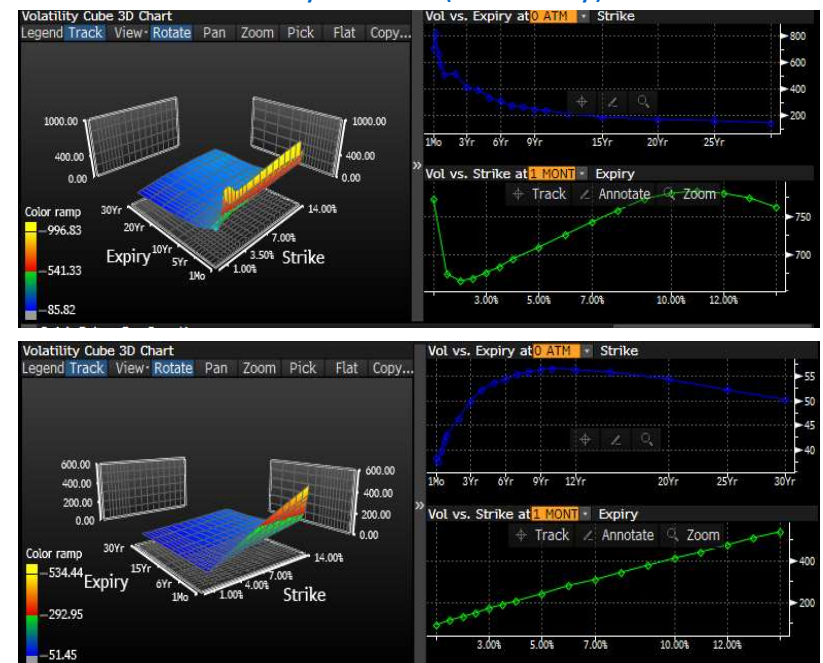 Volatility Cube 3D Chart
Legend Track View Rotate Pan Zoom Pick Flat Copy...
1000.00
400.00
0.00
1000.00
400.00
0.00
Color ramp
996.83
541.33
85.82
30Yr
20Yr
10Yr
5Yr
1Mo
Expiry
14.00%
7.00%
3.50%
1.00%
Strike
»
Vol vs. Expiry at 0 ATM Strike
800
600
400
200
1Mo 3Yr 6Yr 9Yr 15Yr 20Yr 25Yr
Vol vs. Strike at 1 MONT Expiry
Track Annotate Zoom
750
700
3.00% 5.00% 7.00% 10.00% 12.00%
Volatility Cube 3D Chart
Legend Track View Rotate Pan Zoom Pick Flat Copy...
600.00
400.00
200.00
0.00
600.00
400.00
200.00
0.00
Color ramp
534.44
292.95
51.45
30Yr
15Yr
6Yr
1Mo
Expiry
14.00%
7.00%
4.00%
1.00%
Strike
»
Vol vs. Expiry at 0 ATM Strike
55
50
45
40
1Mo 3Yr 6Yr 9Yr 12Yr 20Yr 25Yr 30Yr
Vol vs. Strike at 1 MONT Expiry
Track Annotate Zoom
400
200
3.00% 5.00% 7.00% 10.00% 12.00%